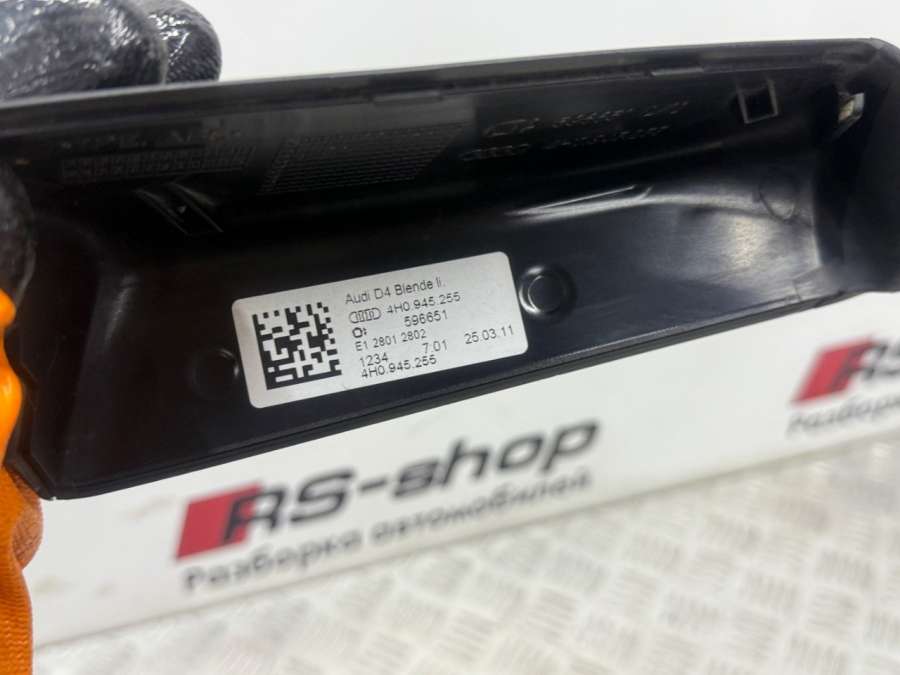 Audi D4 Blende li.
4H0.945.255
596651
E1 2801 2802
1234 7.01 25.03.11
4H0.945.255
RS-shop
Разборка автомобилей
RS
Разборка